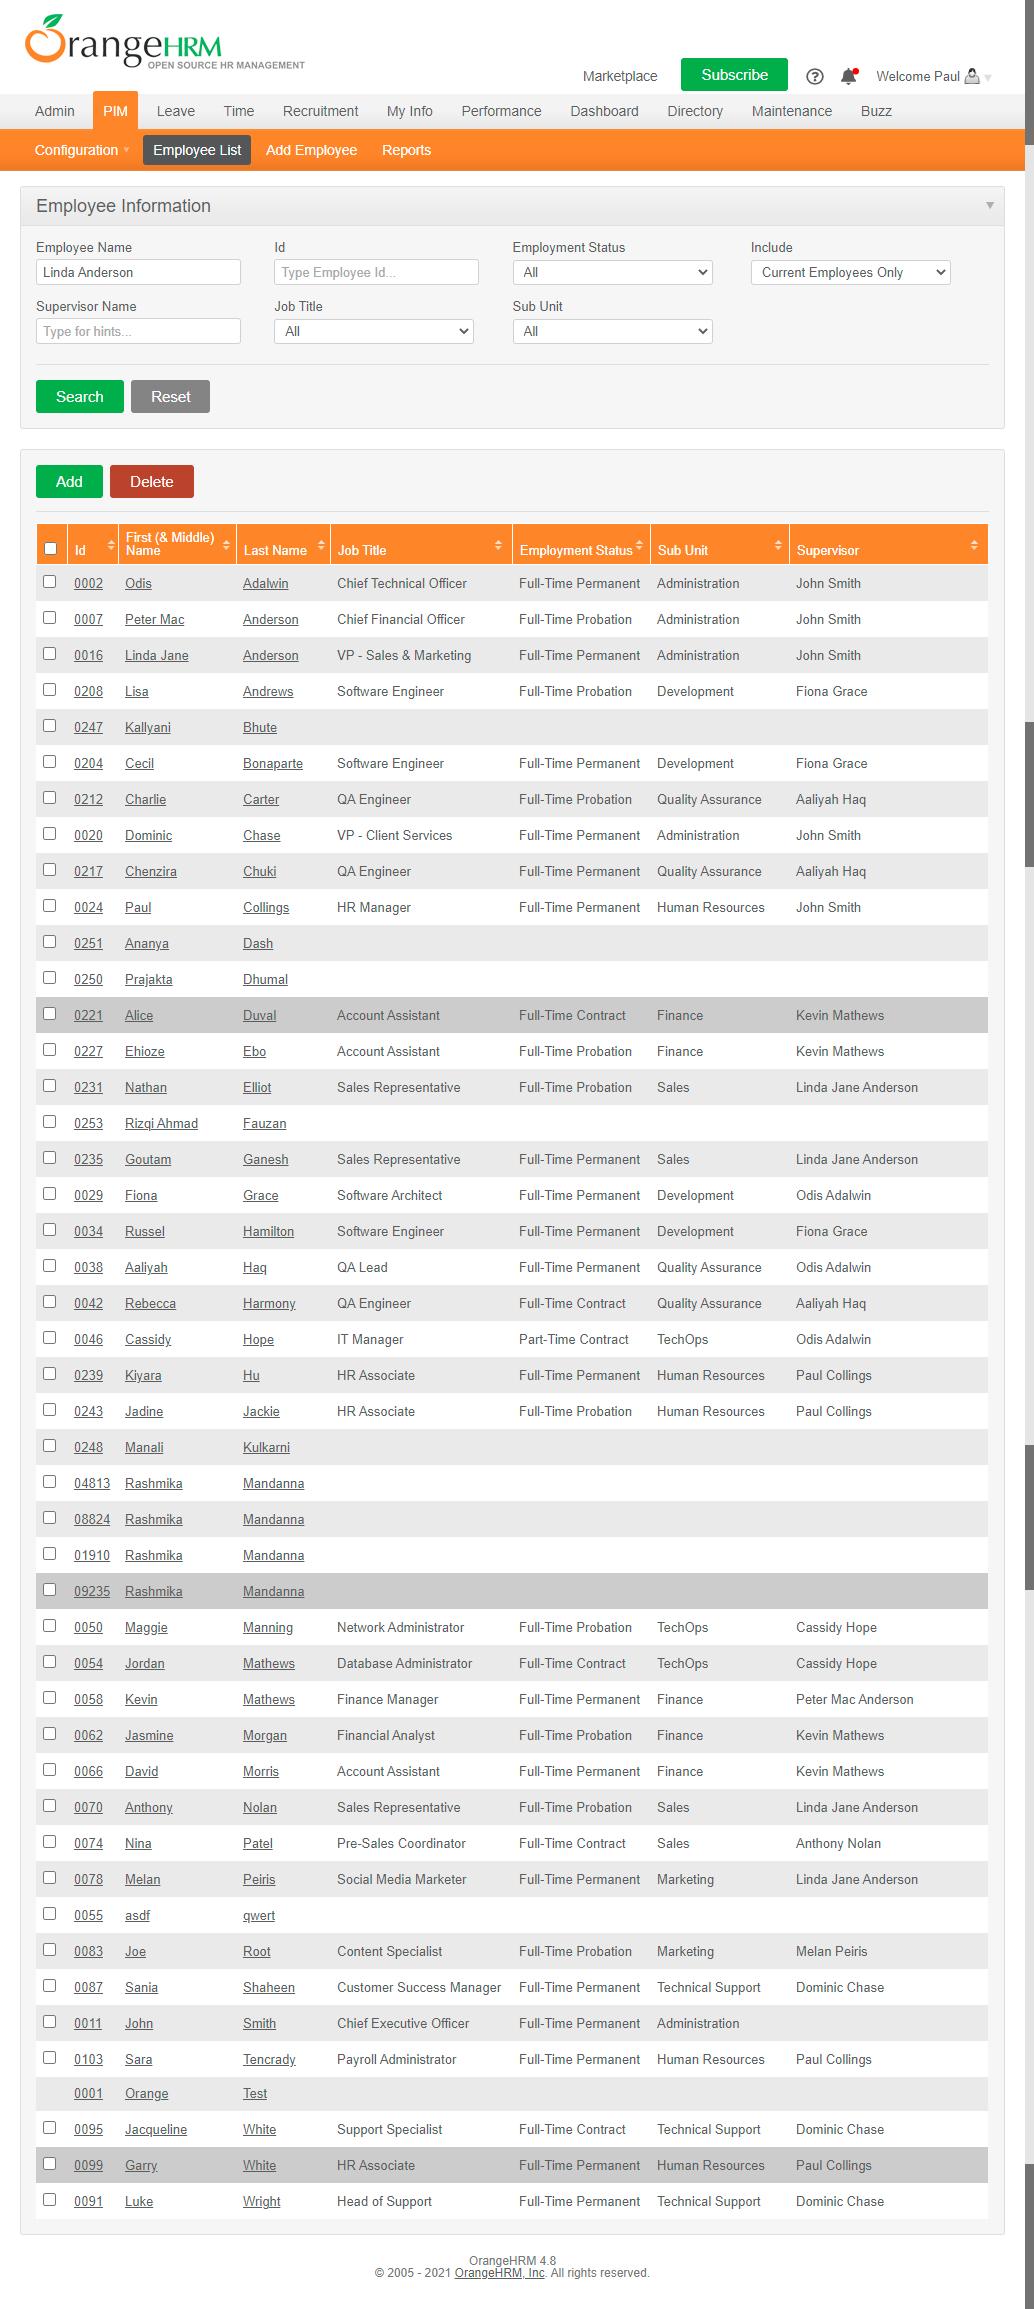 OrangeHRM
OPEN SOURCE HR MANAGEMENT
Marketplace Subscribe ? Welcome Paul
Admin PIM Leave Time Recruitment My Info Performance Dashboard Directory Maintenance Buzz
Configuration Employee List Add Employee Reports
Employee Information
Employee Name Id Employment Status Include
Linda Anderson Type Employee Id... All Current Employees Only
Supervisor Name Job Title Sub Unit
Type for hints... All All
Search Reset
Add Delete
Id First (& Middle) Name Last Name Job Title Employment Status Sub Unit Supervisor
0002 Odis Adalwin Chief Technical Officer Full-Time Permanent Administration John Smith
0007 Peter Mac Anderson Chief Financial Officer Full-Time Probation Administration John Smith
0016 Linda Jane Anderson VP - Sales & Marketing Full-Time Permanent Administration John Smith
0208 Lisa Andrews Software Engineer Full-Time Probation Development Fiona Grace
0247 Kallyani Bhute
0204 Cecil Bonaparte Software Engineer Full-Time Permanent Development Fiona Grace
0212 Charlie Carter QA Engineer Full-Time Probation Quality Assurance Aaliyah Haq
0020 Dominic Chase VP - Client Services Full-Time Permanent Administration John Smith
0217 Chenzira Chuki QA Engineer Full-Time Permanent Quality Assurance Aaliyah Haq
0024 Paul Collings HR Manager Full-Time Permanent Human Resources John Smith
0251 Ananya Dash
0250 Prajakta Dhumal
0221 Alice Duval Account Assistant Full-Time Contract Finance Kevin Mathews
0227 Ehioze Ebo Account Assistant Full-Time Probation Finance Kevin Mathews
0231 Nathan Elliot Sales Representative Full-Time Probation Sales Linda Jane Anderson
0253 Rizqi Ahmad Fauzan
0235 Goutam Ganesh Sales Representative Full-Time Permanent Sales Linda Jane Anderson
0029 Fiona Grace Software Architect Full-Time Permanent Development Odis Adalwin
0034 Russel Hamilton Software Engineer Full-Time Permanent Development Fiona Grace
0038 Aaliyah Haq QA Lead Full-Time Permanent Quality Assurance Odis Adalwin
0042 Rebecca Harmony QA Engineer Full-Time Contract Quality Assurance Aaliyah Haq
0046 Cassidy Hope IT Manager Part-Time Contract TechOps Odis Adalwin
0239 Kiyara Hu HR Associate Full-Time Permanent Human Resources Paul Collings
0243 Jadine Jackie HR Associate Full-Time Probation Human Resources Paul Collings
0248 Manali Kulkarni
04813 Rashmika Mandanna
08824 Rashmika Mandanna
01910 Rashmika Mandanna
09235 Rashmika Mandanna
0050 Maggie Manning Network Administrator Full-Time Probation TechOps Cassidy Hope
0054 Jordan Mathews Database Administrator Full-Time Contract TechOps Cassidy Hope
0058 Kevin Mathews Finance Manager Full-Time Permanent Finance Peter Mac Anderson
0062 Jasmine Morgan Financial Analyst Full-Time Probation Finance Kevin Mathews
0066 David Morris Account Assistant Full-Time Permanent Finance Kevin Mathews
0070 Anthony Nolan Sales Representative Full-Time Probation Sales Linda Jane Anderson
0074 Nina Patel Pre-Sales Coordinator Full-Time Contract Sales Anthony Nolan
0078 Melan Peiris Social Media Marketer Full-Time Permanent Marketing Linda Jane Anderson
0055 asdf qwert
0083 Joe Root Content Specialist Full-Time Probation Marketing Melan Peiris
0087 Sania Shaheen Customer Success Manager Full-Time Permanent Technical Support Dominic Chase
0011 John Smith Chief Executive Officer Full-Time Permanent Administration
0103 Sara Tencrady Payroll Administrator Full-Time Permanent Human Resources Paul Collings
0001 Orange Test
0095 Jacqueline White Support Specialist Full-Time Contract Technical Support Dominic Chase
0099 Garry White HR Associate Full-Time Permanent Human Resources Paul Collings
0091 Luke Wright Head of Support Full-Time Permanent Technical Support Dominic Chase
OrangeHRM 4.8
© 2005 - 2021 OrangeHRM, Inc. All rights reserved.